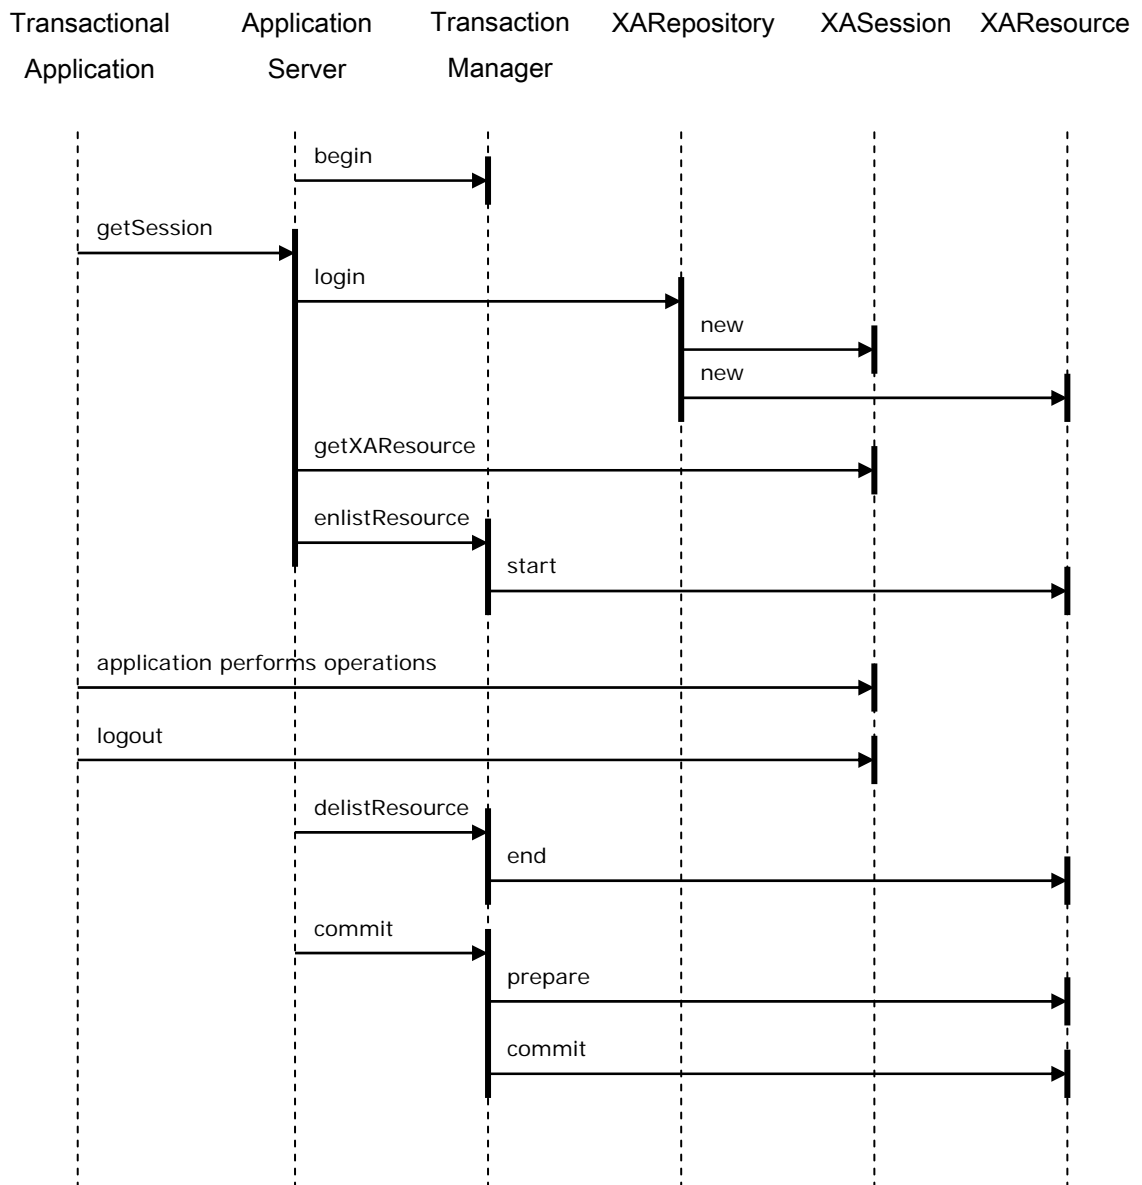 Transactional Application Transaction XARepository XASession XAResource
Application Server Manager
begin
getSession
login
new
new
getXAResource
enlistResource
start
application performs operations
logout
delistResource
end
commit
prepare
commit